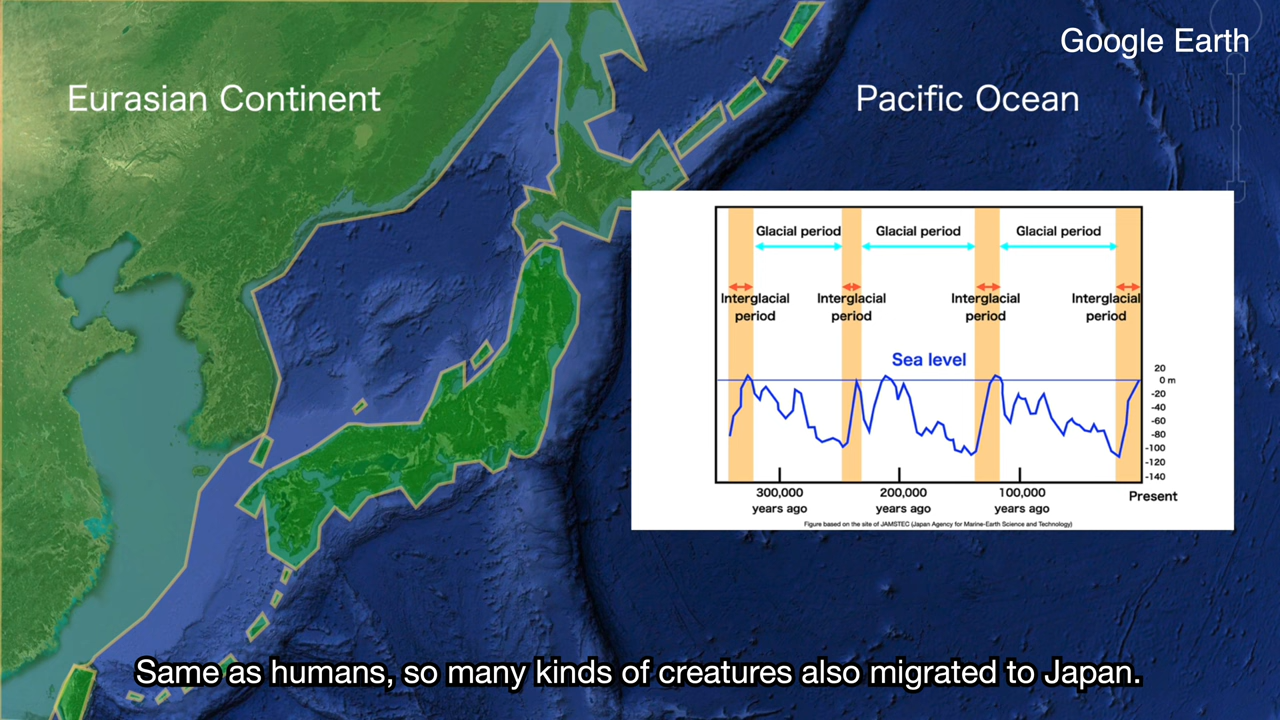 Google Earth
Eurasian Continent
Pacific Ocean
Glacial period
Glacial period
Glacial period
Interglacial
period
Interglacial
period
Interglacial
period
Interglacial
period
Sea level
20
0 m
-20
-40
-60
-80
-100
-120
-140
300,000
years ago
200,000
years ago
100,000
years ago
Present
Figure based on the site of JAMSTEC (Japan Agency for Marine-Earth Science and Technology)
Same as humans, so many kinds of creatures also migrated to Japan.